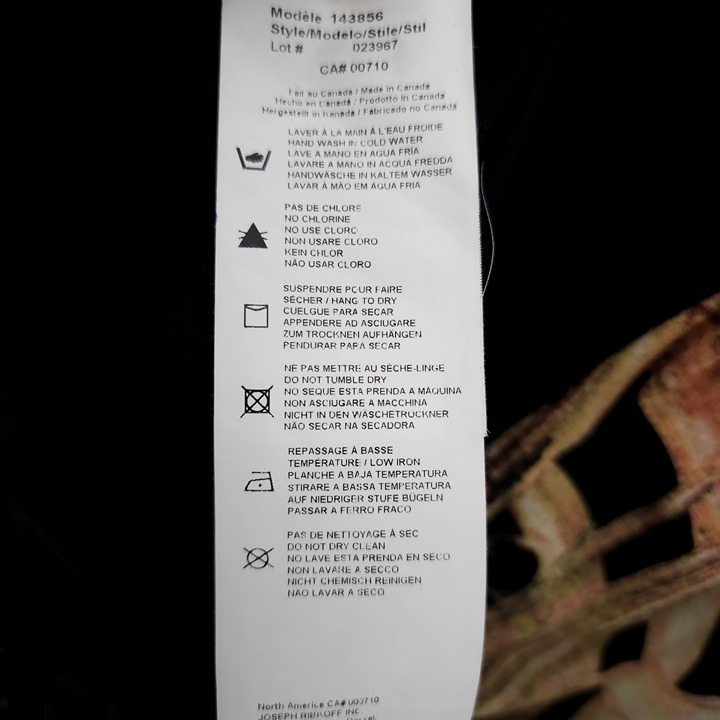 Modèle 143856
Style/Modelo/Stile/Stil
Lot # 023967
CA# 00710
Fait au Canada / Made in Canada
Hecho en Canadá / Prodotto in Canada
Hergestellt in Kanada / Fabricado no Canadá
LAVER À LA MAIN À L'EAU FROIDE
HAND WASH IN COLD WATER
LAVE A MANO EN AGUA FRÍA
LAVARE A MANO IN ACQUA FREDDA
HANDWÄSCHE IN KALTEM WASSER
LAVAR À MÃO EM ÁGUA FRIA
PAS DE CHLORE
NO CHLORINE
NO USE CLORO
NON USARE CLORO
KEIN CHLOR
NÃO USAR CLORO
SUSPENDRE POUR FAIRE
SÉCHER / HANG TO DRY
CUELGUE PARA SECAR
APPENDERE AD ASCIUGARE
ZUM TROCKNEN AUFHÄNGEN
PENDURAR PARA SECAR
NE PAS METTRE AU SÈCHE-LINGE
DO NOT TUMBLE DRY
NO SEQUE ESTA PRENDA A MÁQUINA
NON ASCIUGARE A MACCHINA
NICHT IN DEN WÄSCHETROCKNER
NÃO SECAR NA SECADORA
REPASSAGE À BASSE
TEMPÉRATURE / LOW IRON
PLANCHE A BAJA TEMPERATURA
STIRARE A BASSA TEMPERATURA
AUF NIEDRIGER STUFE BÜGELN
PASSAR A FERRO FRACO
PAS DE NETTOYAGE À SEC
DO NOT DRY CLEAN
NO LAVE ESTA PRENDA EN SECO
NON LAVARE A SECCO
NICHT CHEMISCH REINIGEN
NÃO LAVAR A SECO
North America CA# 00710
JOSEPH RIBKOFF INC